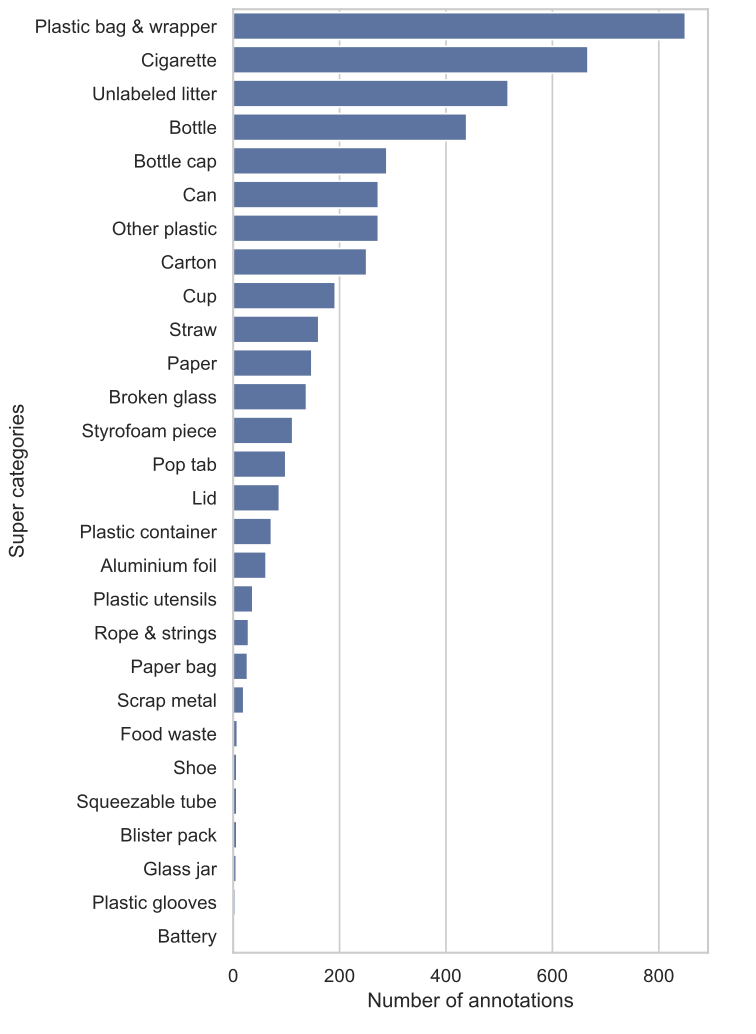 Plastic bag & wrapper
Cigarette
Unlabeled litter
Bottle
Bottle cap
Can
Other plastic
Carton
Cup
Straw
Paper
Broken glass
Styrofoam piece
Pop tab
Lid
Plastic container
Aluminium foil
Plastic utensils
Rope & strings
Paper bag
Scrap metal
Food waste
Shoe
Squeezable tube
Blister pack
Glass jar
Plastic glooves
Battery
Super categories
0 200 400 600 800
Number of annotations